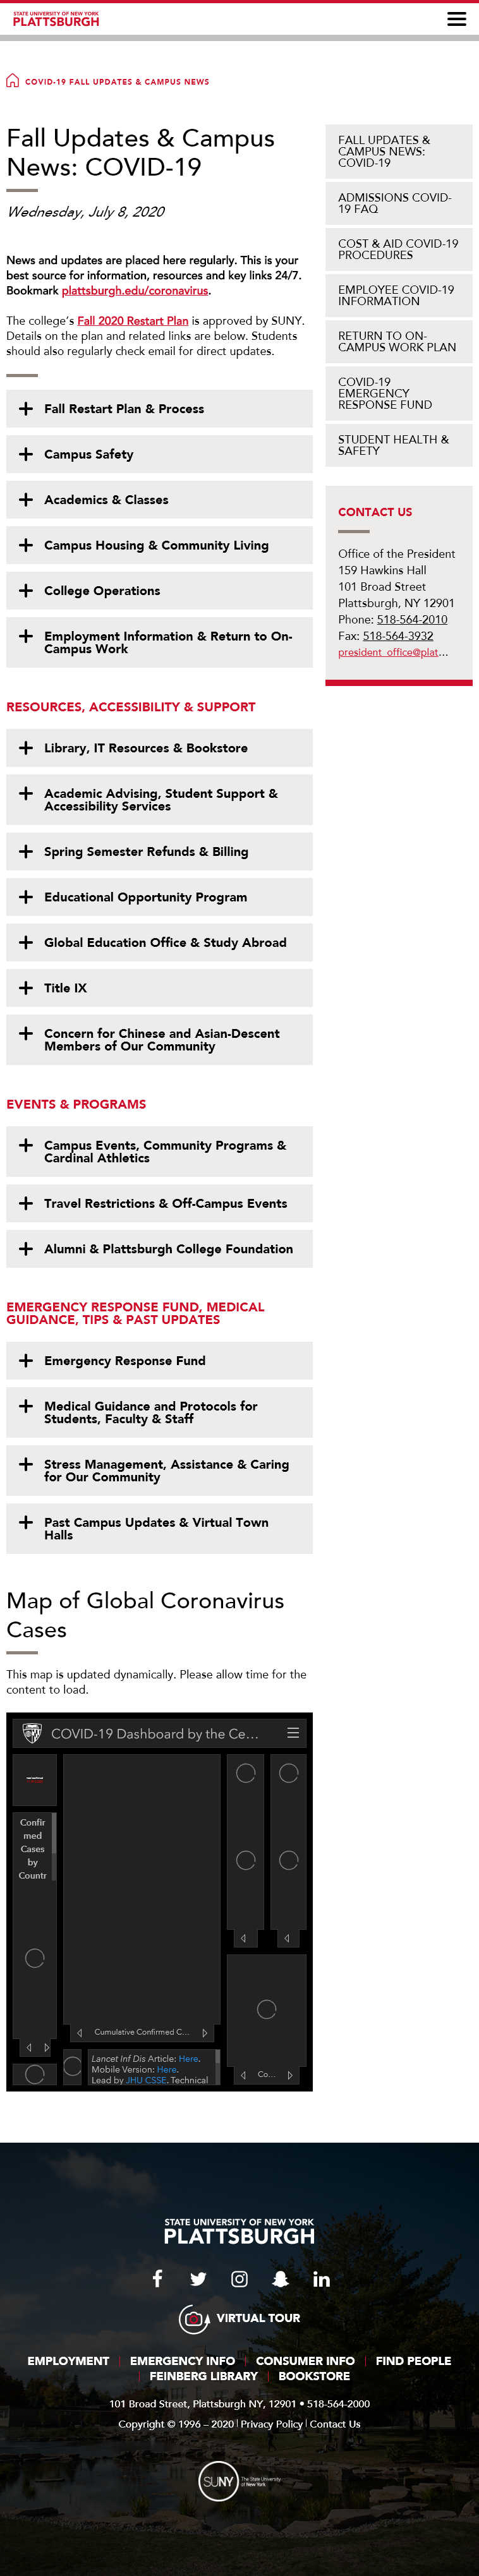 STATE UNIVERSITY OF NEW YORK
PLATTSBURGH
COVID-19 FALL UPDATES & CAMPUS NEWS
Fall Updates & Campus
News: COVID-19
Wednesday, July 8, 2020
News and updates are placed here regularly. This is your
best source for information, resources and key links 24/7.
Bookmark plattsburgh.edu/coronavirus.
The college's Fall 2020 Restart Plan is approved by SUNY.
Details on the plan and related links are below. Students
should also regularly check email for direct updates.
Fall Restart Plan & Process
Campus Safety
Academics & Classes
Campus Housing & Community Living
College Operations
Employment Information & Return to On-
Campus Work
RESOURCES, ACCESSIBILITY & SUPPORT
Library, IT Resources & Bookstore
Academic Advising, Student Support &
Accessibility Services
Spring Semester Refunds & Billing
Educational Opportunity Program
Global Education Office & Study Abroad
Title IX
Concern for Chinese and Asian-Descent
Members of Our Community
EVENTS & PROGRAMS
Campus Events, Community Programs &
Cardinal Athletics
Travel Restrictions & Off-Campus Events
Alumni & Plattsburgh College Foundation
EMERGENCY RESPONSE FUND, MEDICAL
GUIDANCE, TIPS & PAST UPDATES
Emergency Response Fund
Medical Guidance and Protocols for
Students, Faculty & Staff
Stress Management, Assistance & Caring
for Our Community
Past Campus Updates & Virtual Town
Halls
Map of Global Coronavirus
Cases
This map is updated dynamically. Please allow time for the
content to load.
COVID-19 Dashboard by the Ce...
Confir
med
Cases
by
Countr
Cumulative Confirmed C...
Lancet Inf Dis Article: Here.
Mobile Version: Here.
Lead by JHU CSSE. Technical
Co...
FALL UPDATES &
CAMPUS NEWS:
COVID-19
ADMISSIONS COVID-
19 FAQ
COST & AID COVID-19
PROCEDURES
EMPLOYEE COVID-19
INFORMATION
RETURN TO ON-
CAMPUS WORK PLAN
COVID-19
EMERGENCY
RESPONSE FUND
STUDENT HEALTH &
SAFETY
CONTACT US
Office of the President
159 Hawkins Hall
101 Broad Street
Plattsburgh, NY 12901
Phone: 518-564-2010
Fax: 518-564-3932
president_office@plat...
STATE UNIVERSITY OF NEW YORK
PLATTSBURGH
VIRTUAL TOUR
EMPLOYMENT | EMERGENCY INFO | CONSUMER INFO | FIND PEOPLE
| FEINBERG LIBRARY | BOOKSTORE
101 Broad Street, Plattsburgh NY, 12901 • 518-564-2000
Copyright © 1996 – 2020 | Privacy Policy | Contact Us
SUNY The State University
of New York